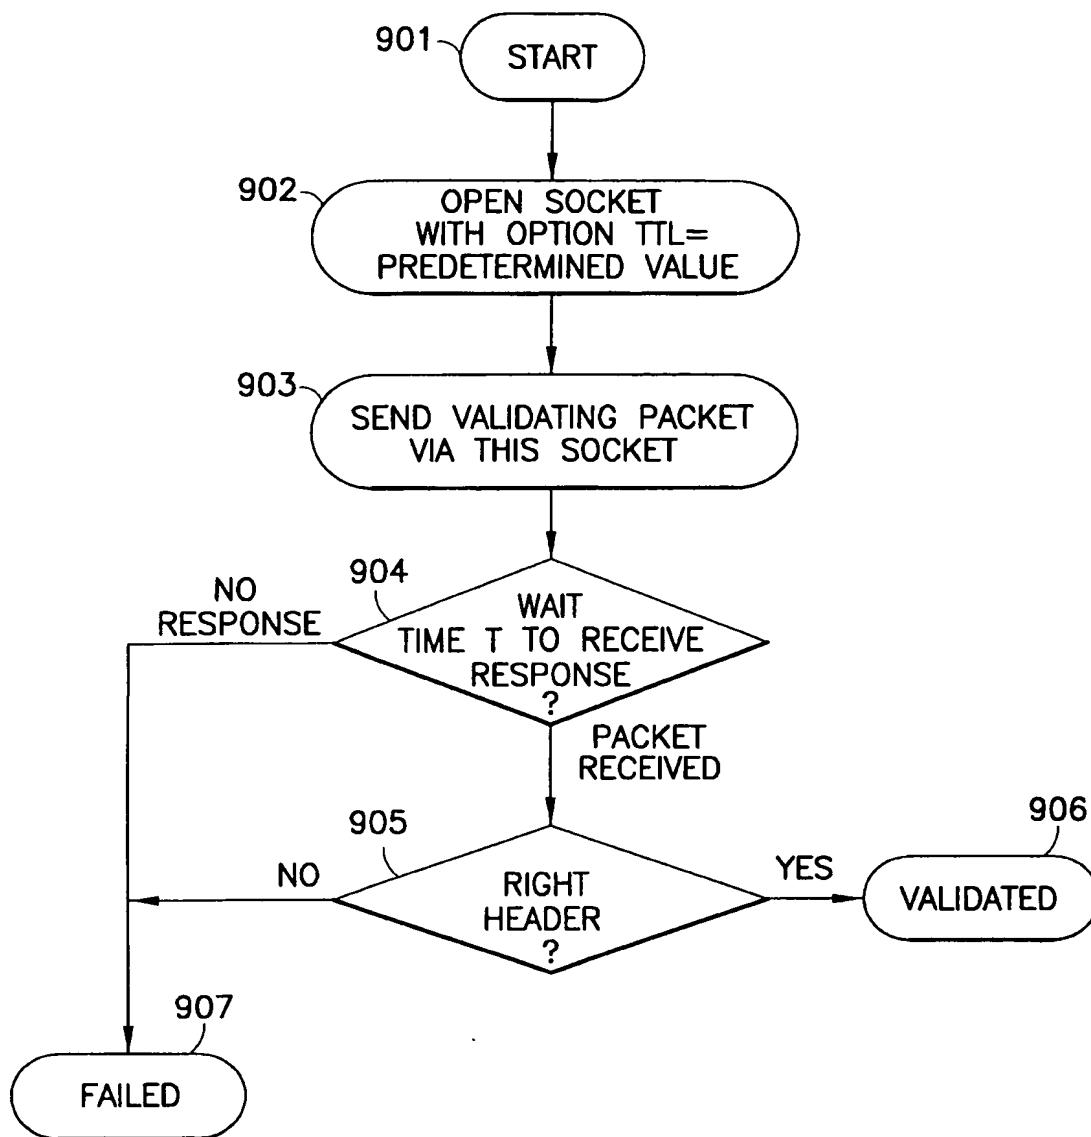 901
START
902
OPEN SOCKET
WITH OPTION TTL=
PREDETERMINED VALUE
903
SEND VALIDATING PACKET
VIA THIS SOCKET
904
NO
RESPONSE
WAIT
TIME T TO RECEIVE
RESPONSE
?
PACKET
RECEIVED
905
906
NO
RIGHT
HEADER
?
YES
VALIDATED
907
FAILED